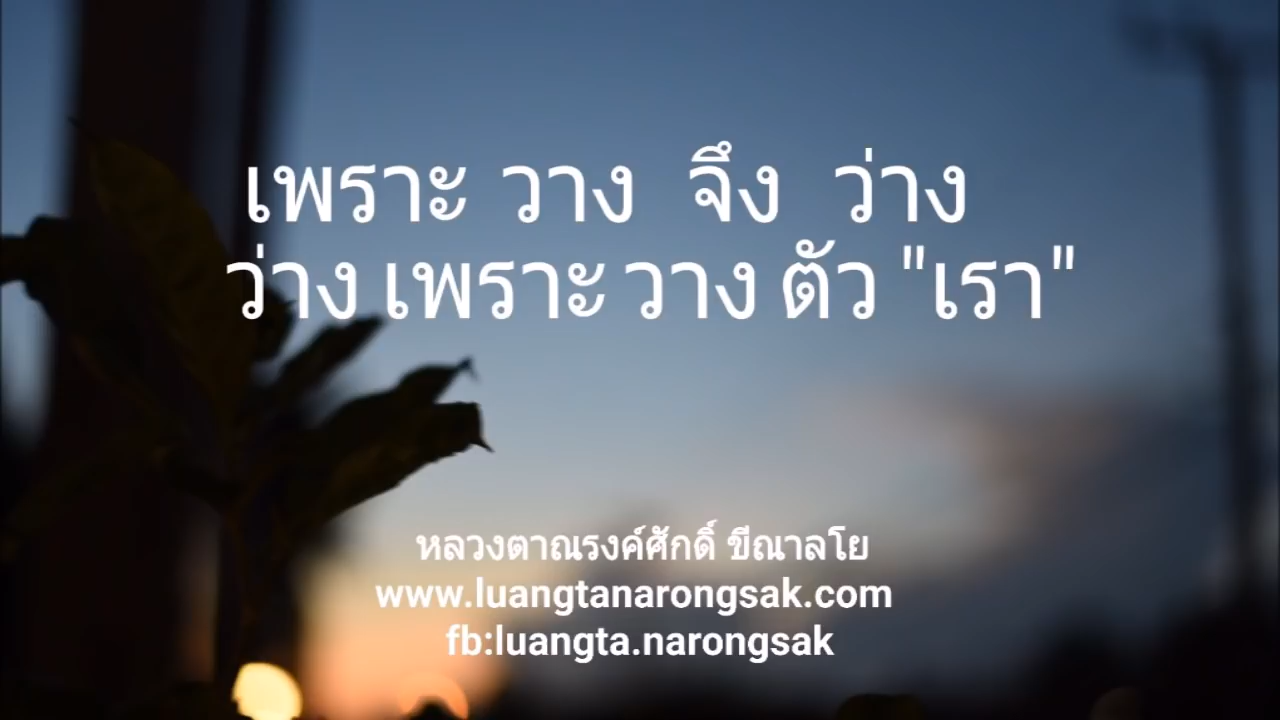 เพราะ วาง จึง ว่าง
ว่าง เพราะ วาง ตัว "เรา"
หลวงตาณรงค์ศักดิ์ ขีณาลโย
www.luangtanarongsak.com
fb:luangta.narongsak